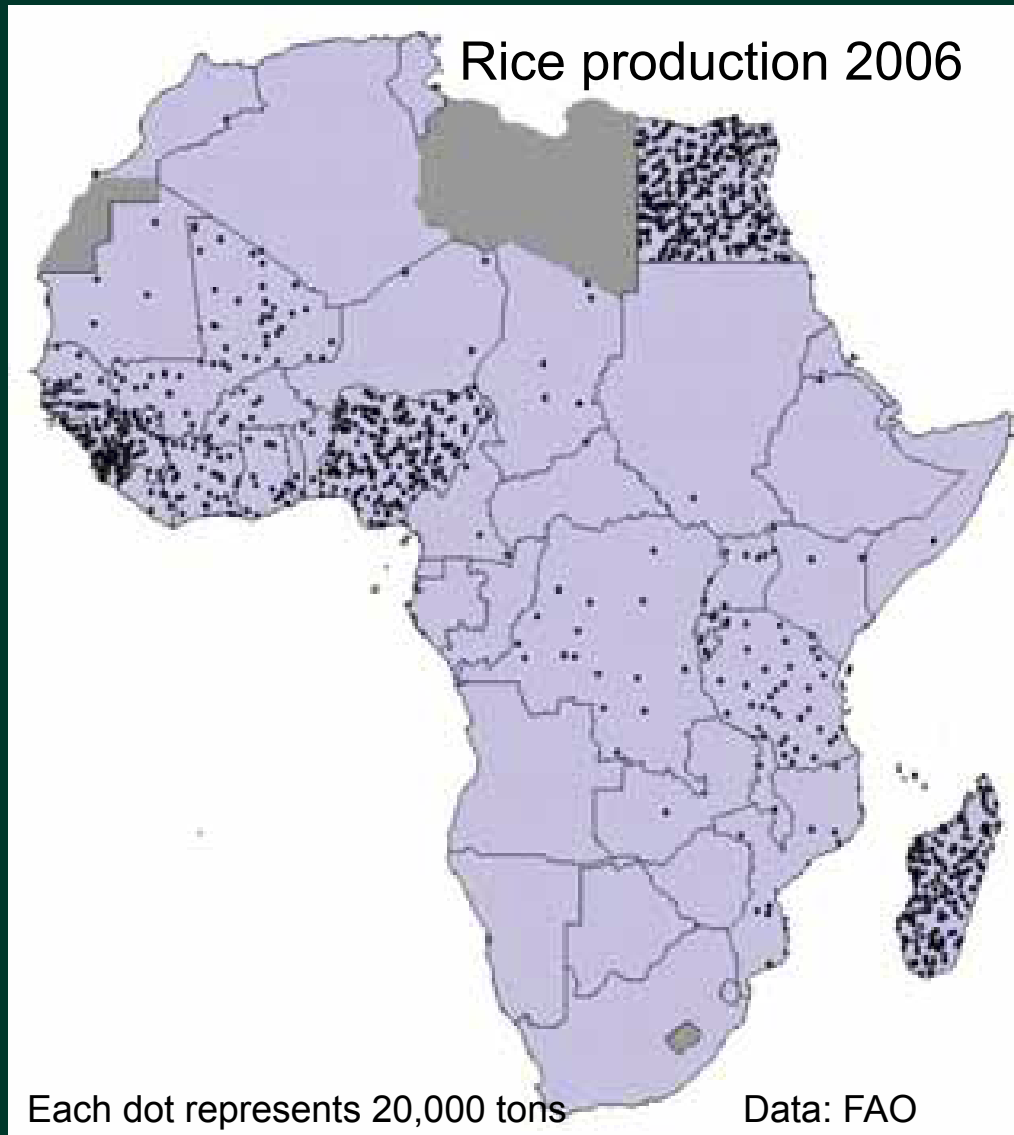 Rice production 2006
Each dot represents 20,000 tons
Data: FAO